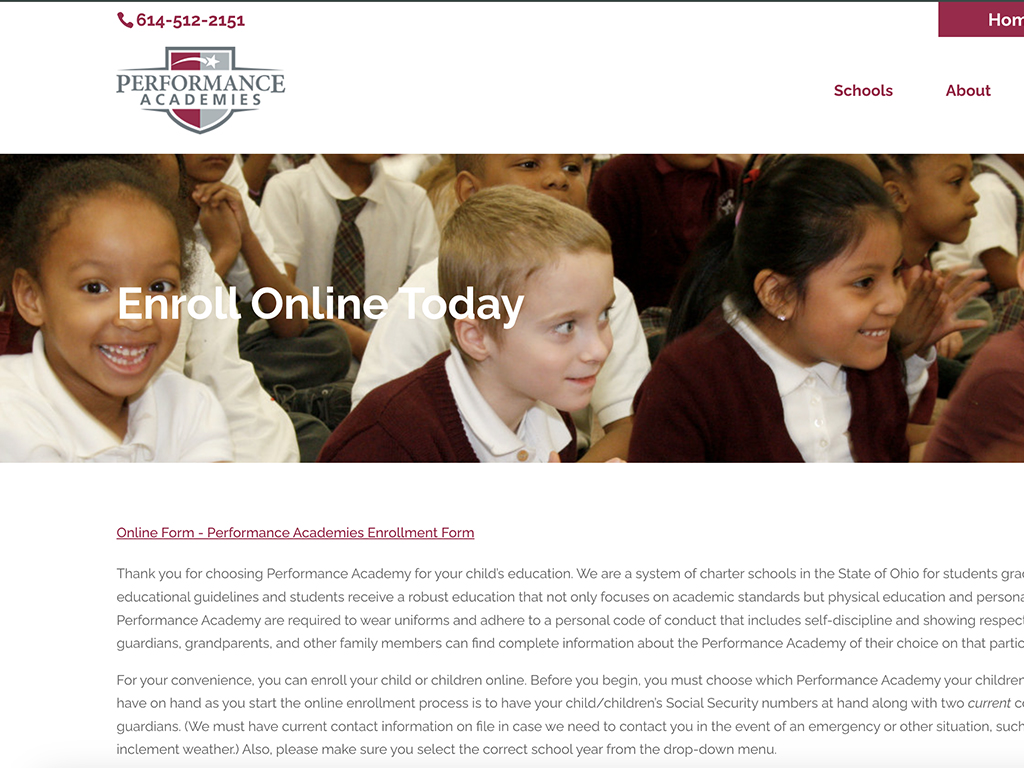 614-512-2151
Hom
PERFORMANCE
ACADEMIES
Schools
About
Enroll Online Today
Online Form - Performance Academies Enrollment Form
Thank you for choosing Performance Academy for your child's education. We are a system of charter schools in the State of Ohio for students gra
educational guidelines and students receive a robust education that not only focuses on academic standards but physical education and persona
Performance Academy are required to wear uniforms and adhere to a personal code of conduct that includes self-discipline and showing respect
guardians, grandparents, and other family members can find complete information about the Performance Academy of their choice on that partic
For your convenience, you can enroll your child or children online. Before you begin, you must choose which Performance Academy your children
have on hand as you start the online enrollment process is to have your child/children's Social Security numbers at hand along with two current co
guardians. (We must have current contact information on file in case we need to contact you in the event of an emergency or other situation, such
inclement weather.) Also, please make sure you select the correct school year from the drop-down menu.